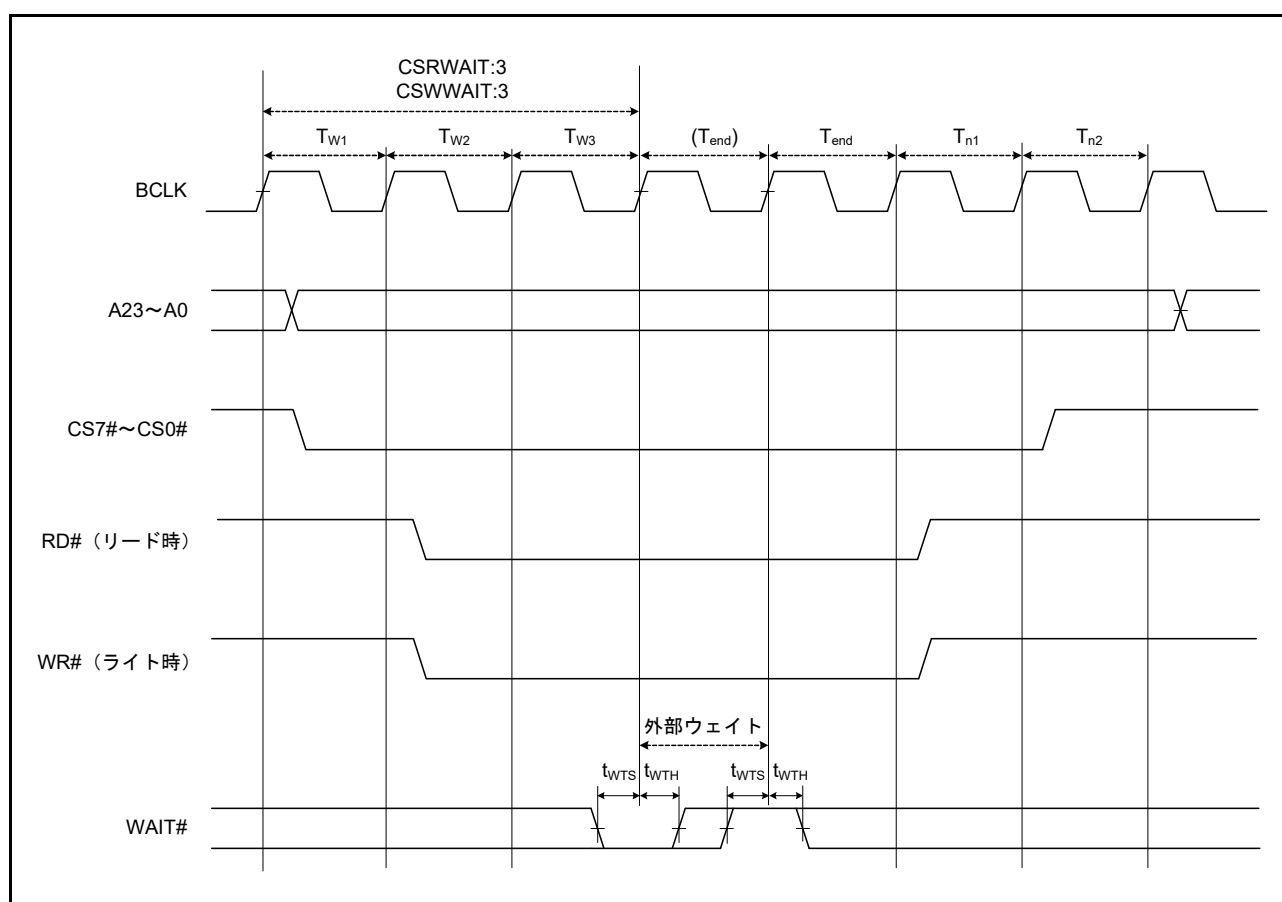 CSRWAIT:3
CSWWAIT:3
TW1 TW2 TW3 (Tend) Tend Tn1 Tn2
BCLK
A23～A0
CS7#～CS0#
RD#（リード時）
WR#（ライト時）
外部ウェイト
tWTS tWTH tWTS tWTH
WAIT#